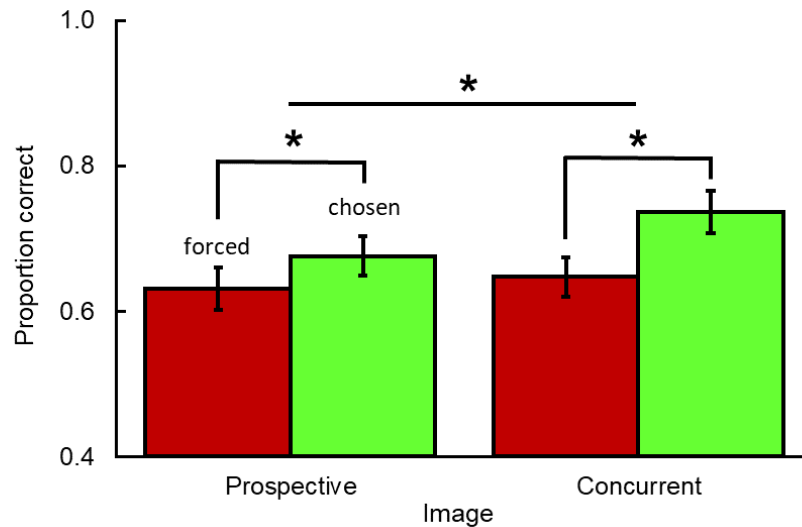 1.0
*
*
*
0.8
chosen
forced
0.6
0.4
Proportion correct
Prospective
Concurrent
Image